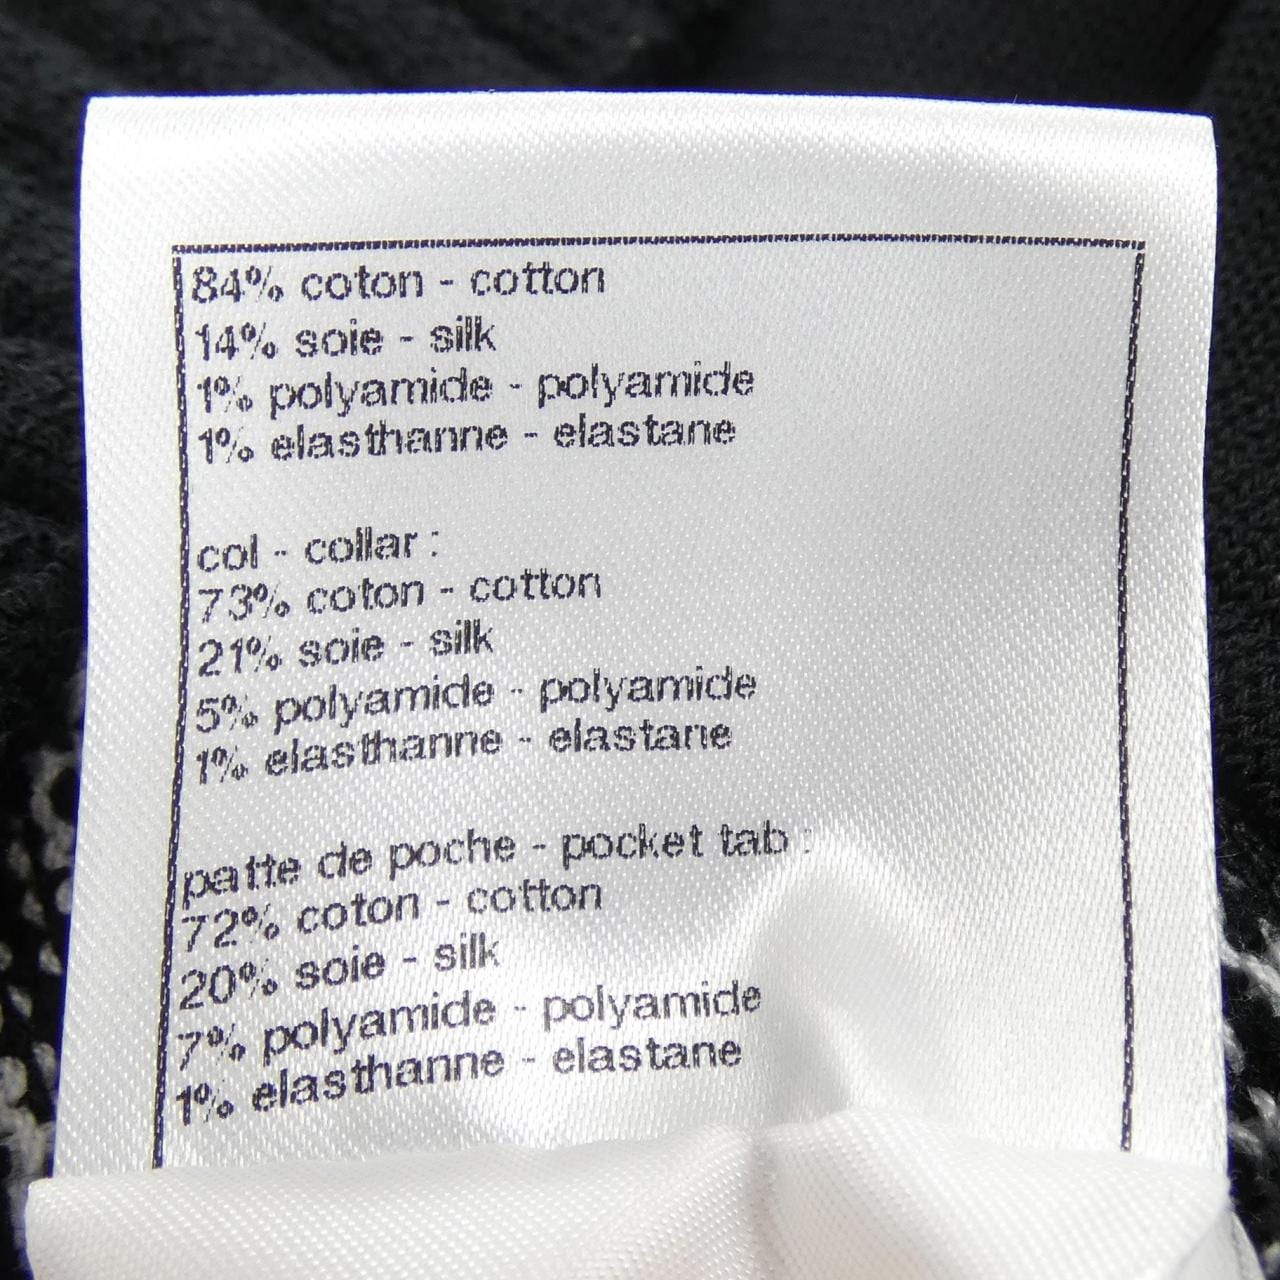 84% coton - cotton
14% soie - silk
1% polyamide - polyamide
1% elasthanne - elastane
col - collar :
73% coton - cotton
21% soie - silk
5% polyamide - polyamide
1% elasthanne - elastane
patte de poche - pocket tab :
72% coton - cotton
20% soie - silk
7% polyamide - polyamide
1% elasthanne - elastane